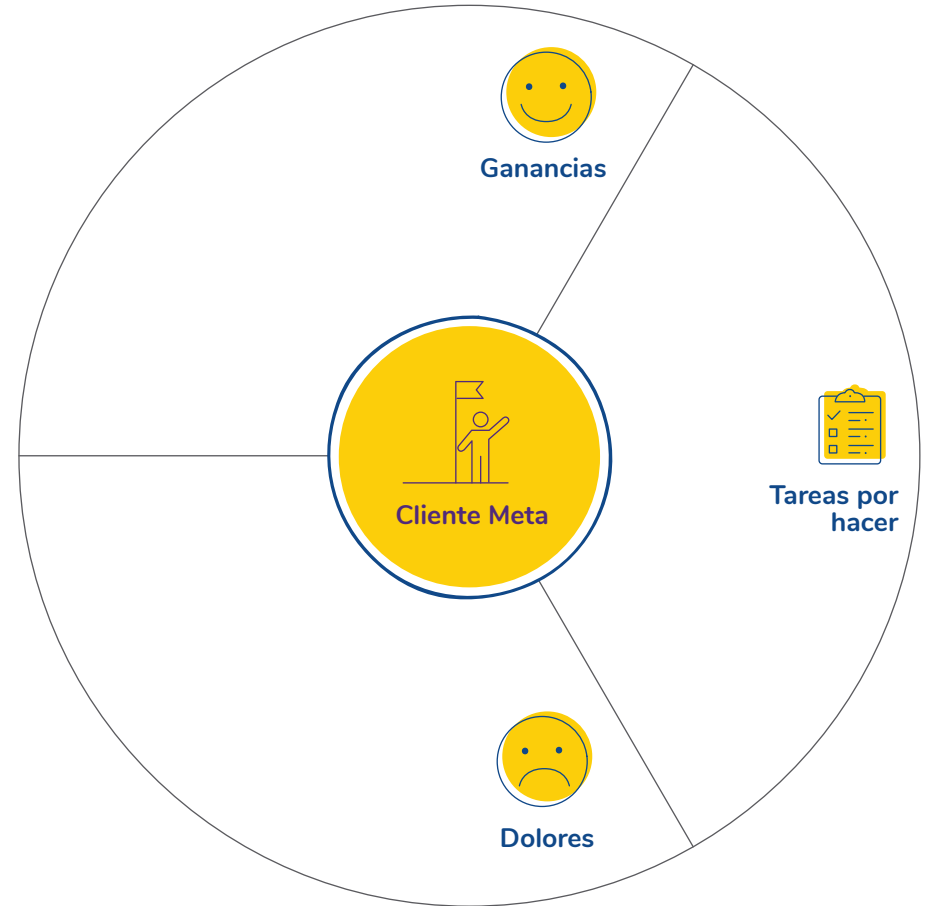 Ganancias
Tareas por
hacer
Cliente Meta
Dolores